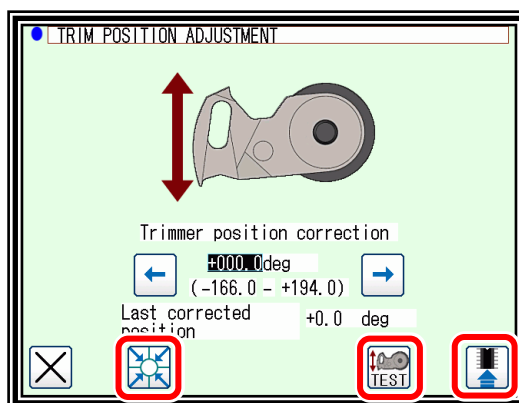 TRIM POSITION ADJUSTMENT
Trimmer position correction
+000.0deg
(-166.0 - +194.0)
Last corrected
position
+0.0 deg
TEST